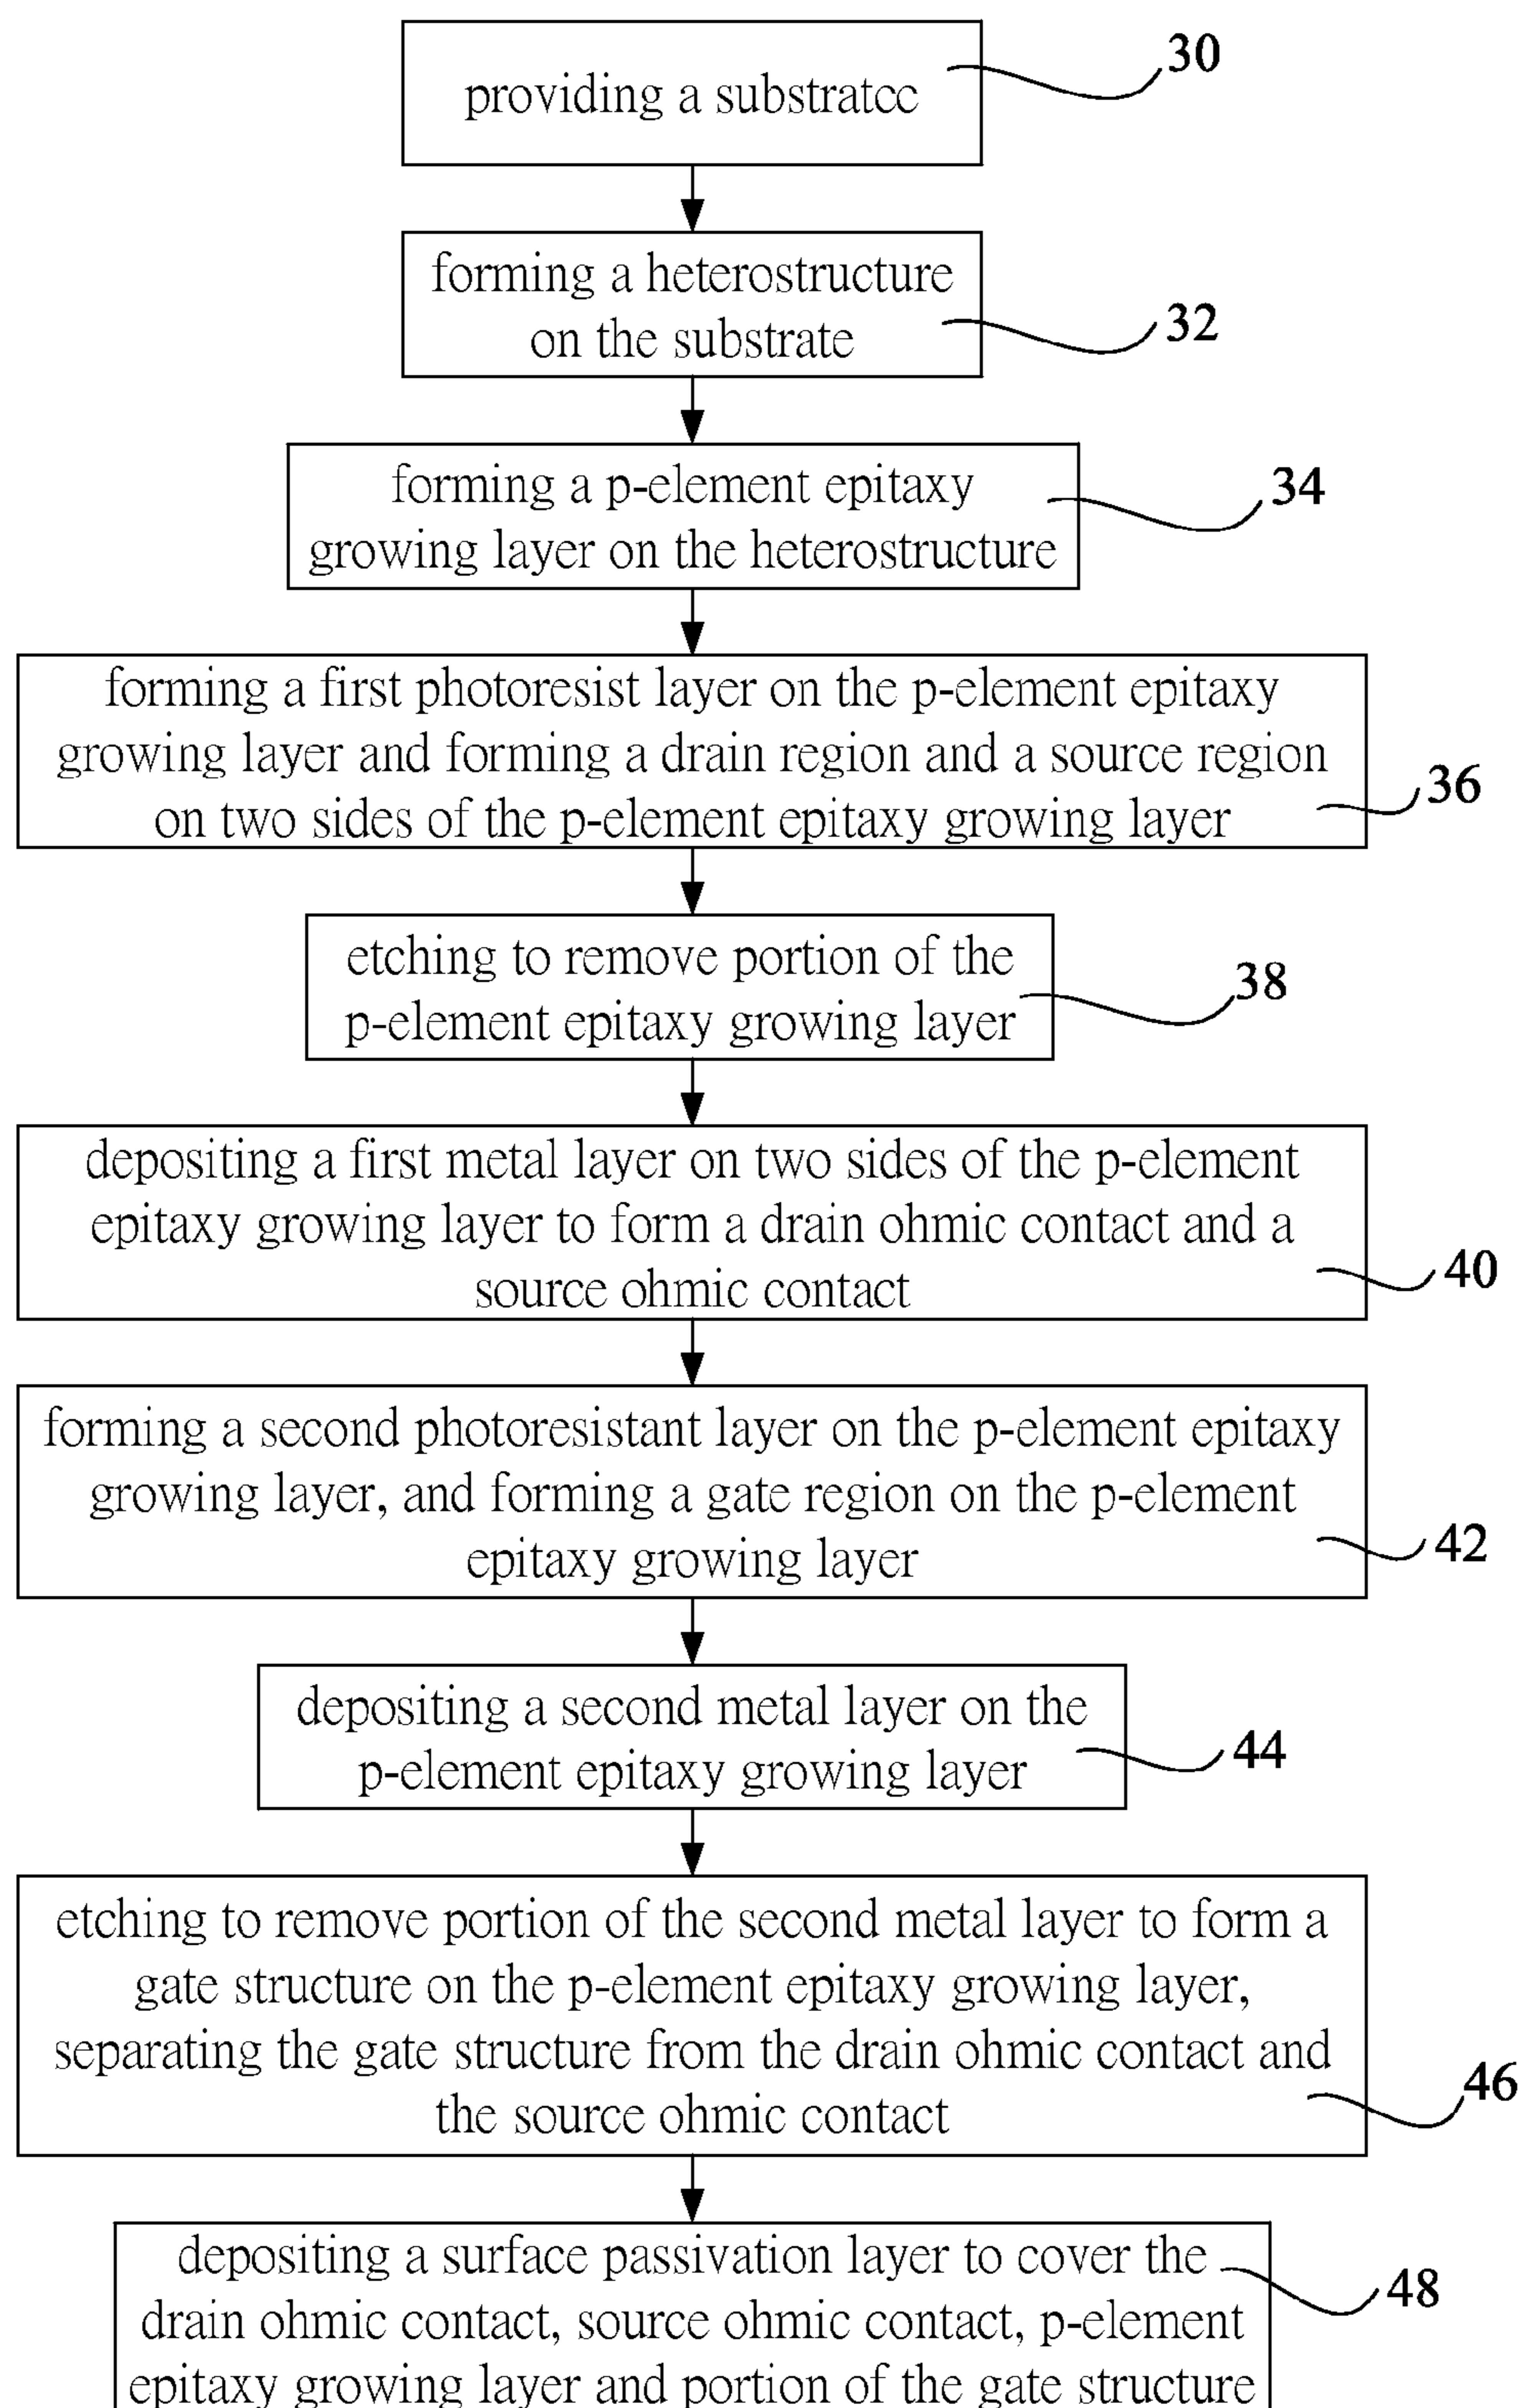 providing a substratcc
30
forming a heterostructure
on the substrate
32
forming a p-element epitaxy
growing layer on the heterostructure
34
forming a first photoresist layer on the p-element epitaxy
growing layer and forming a drain region and a source region
on two sides of the p-element epitaxy growing layer
36
etching to remove portion of the
p-element epitaxy growing layer
38
depositing a first metal layer on two sides of the p-element
epitaxy growing layer to form a drain ohmic contact and a
source ohmic contact
40
forming a second photoresistant layer on the p-element epitaxy
growing layer, and forming a gate region on the p-element
epitaxy growing layer
42
depositing a second metal layer on the
p-element epitaxy growing layer
44
etching to remove portion of the second metal layer to form a
gate structure on the p-element epitaxy growing layer,
separating the gate structure from the drain ohmic contact and
the source ohmic contact
46
depositing a surface passivation layer to cover the
drain ohmic contact, source ohmic contact, p-element
epitaxy growing layer and portion of the gate structure
48